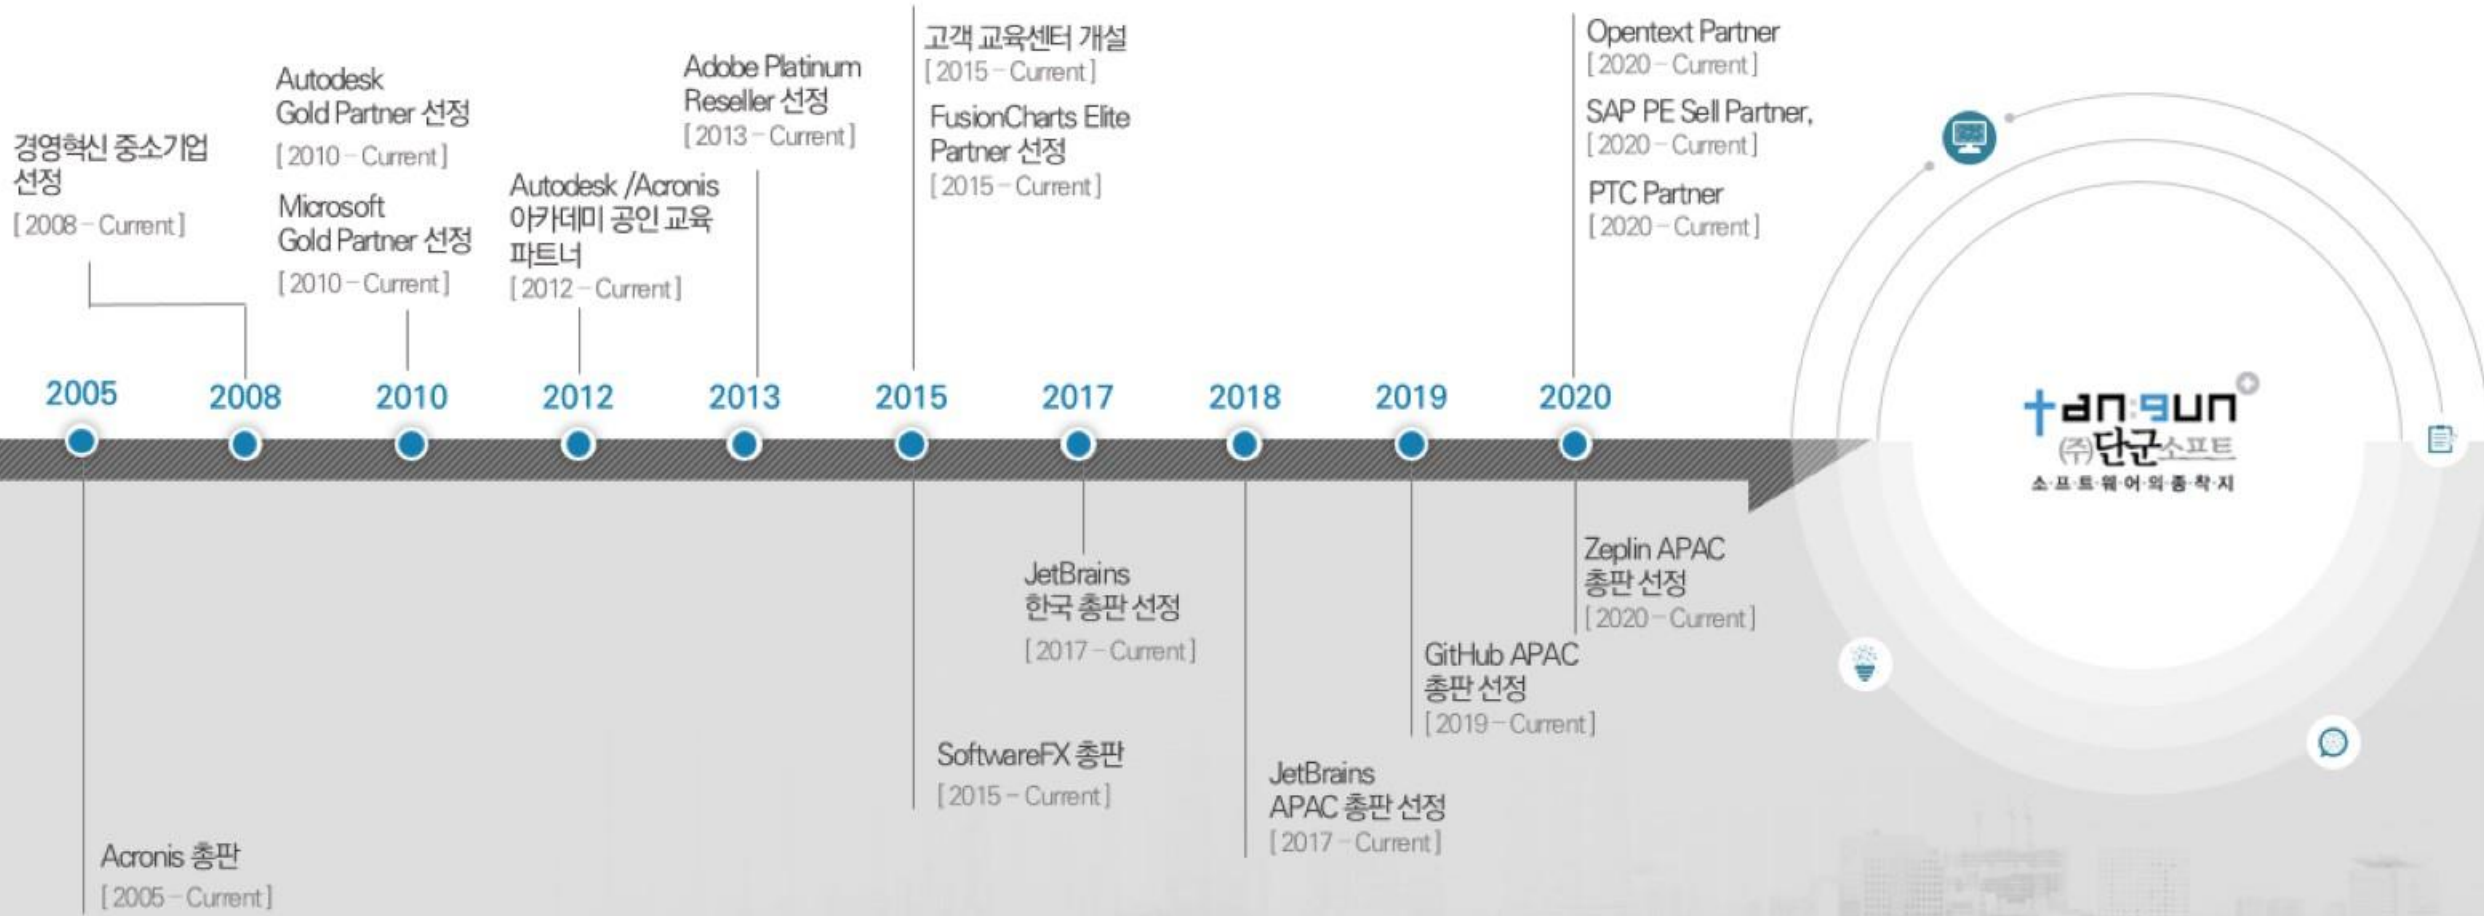 경영혁신 중소기업
선정
[ 2008 – Current ]
Autodesk
Gold Partner 선정
[ 2010 – Current ]
Microsoft
Gold Partner 선정
[ 2010 – Current ]
Autodesk /Acronis
아카데미 공인 교육
파트너
[ 2012 – Current ]
Adobe Platinum
Reseller 선정
[ 2013 – Current ]
고객 교육센터 개설
[ 2015 – Current ]
FusionCharts Elite
Partner 선정
[ 2015 – Current ]
Opentext Partner
[ 2020 – Current ]
SAP PE Sell Partner,
[ 2020 – Current ]
PTC Partner
[ 2020 – Current ]
2005
2008
2010
2012
2013
2015
2017
2018
2019
2020
Acronis 총판
[ 2005 – Current ]
SoftwareFX 총판
[ 2015 – Current ]
JetBrains
한국 총판 선정
[ 2017 – Current ]
JetBrains
APAC 총판 선정
[ 2017 – Current ]
GitHub APAC
총판 선정
[ 2019 – Current ]
Zeplin APAC
총판 선정
[ 2020 – Current ]
tan:gun
(주)단군소프트
소·프·트·웨·어·의·종·착·지